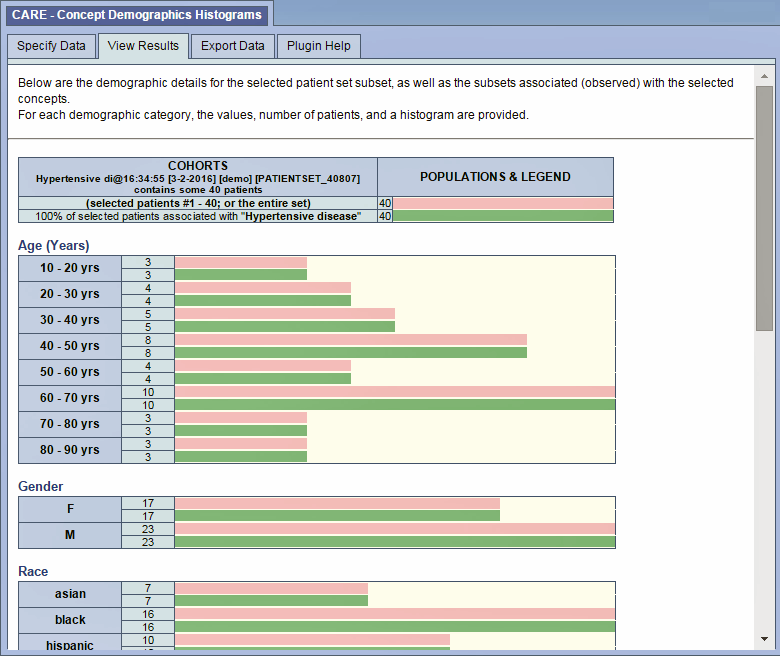 CARE - Concept Demographics Histograms
Specify Data View Results Export Data Plugin Help
Below are the demographic details for the selected patient set subset, as well as the subsets associated (observed) with the selected
concepts.
For each demographic category, the values, number of patients, and a histogram are provided.
COHORTS
Hypertensive di@16:34:55 [3-2-2016] [demo] [PATIENTSET_40807]
contains some 40 patients
POPULATIONS & LEGEND
(selected patients #1 - 40; or the entire set) 40
100% of selected patients associated with "Hypertensive disease" 40
Age (Years)
10 - 20 yrs 3
3
20 - 30 yrs 4
4
30 - 40 yrs 5
5
40 - 50 yrs 8
8
50 - 60 yrs 4
4
60 - 70 yrs 10
10
70 - 80 yrs 3
3
80 - 90 yrs 3
3
Gender
F 17
17
M 23
23
Race
asian 7
7
black 16
16
hispanic 10